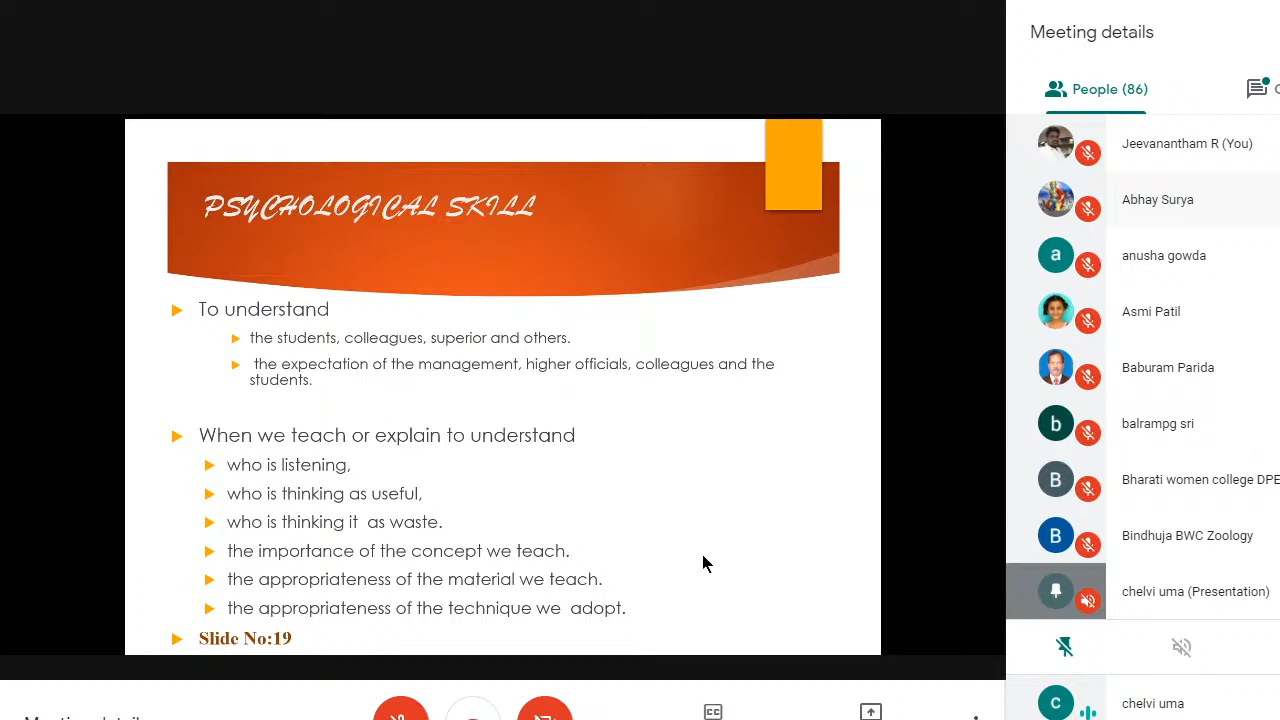 Meeting details
People (86)
PSYCHOLOGICAL SKILL
To understand
the students, colleagues, superior and others.
the expectation of the management, higher officials, colleagues and the
students.
When we teach or explain to understand
who is listening,
who is thinking as useful,
who is thinking it as waste.
the importance of the concept we teach.
the appropriateness of the material we teach.
the appropriateness of the technique we adopt.
Slide No:19
Jeevanantham R (You)
Abhay Surya
a
anusha gowda
Asmi Patil
Baburam Parida
b
balrampg sri
B
Bharati women college DPE
B
Bindhuja BWC Zoology
chelvi uma (Presentation)
c
chelvi uma
CC